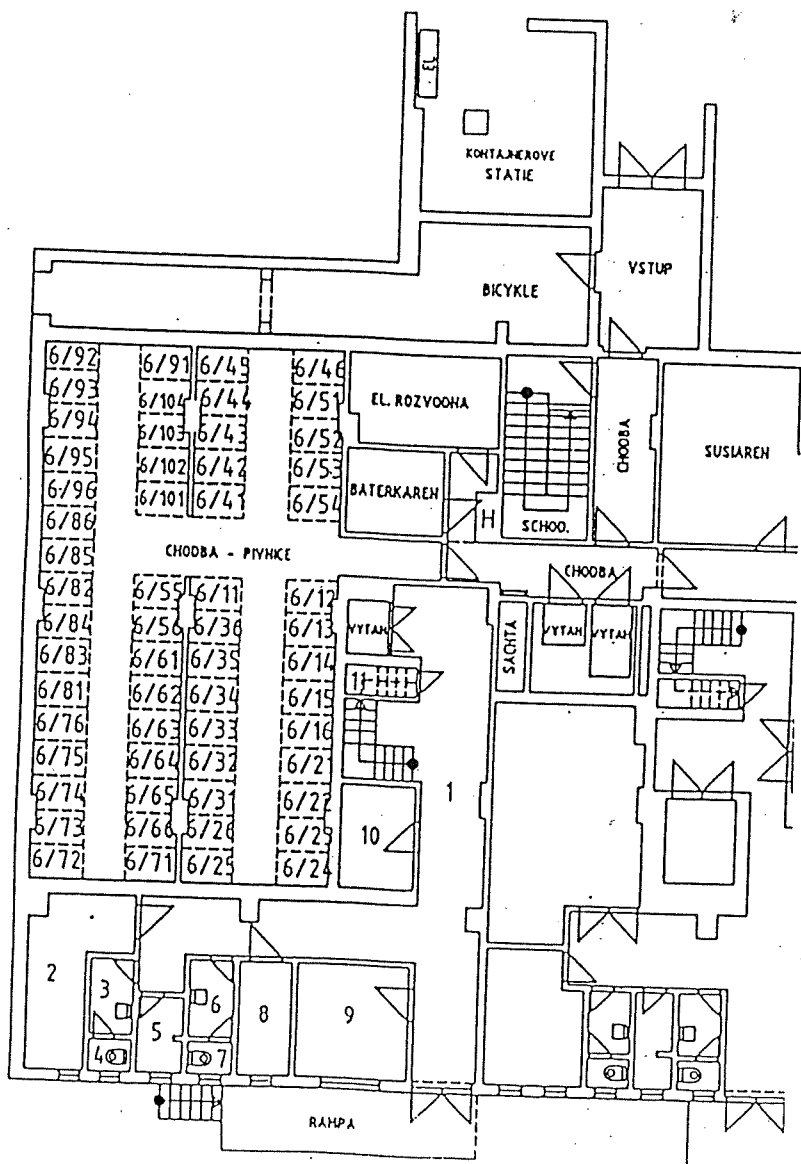 EL.
KONTAJNEROVE
STATIE
BICYKLE
VSTUP
6/92 6/91 6/45 6/46
6/93 6/104 6/44 6/51
6/94 6/103 6/43 6/52
6/95 6/102 6/42 6/53
6/96 6/101 6/41 6/54
6/86
6/85
EL. ROZVODNA
BATERKAREN
H
SCHOD.
CHODBA
SUSIAREN
CHODBA - PIVNICE
CHODBA
6/82 6/55 6/11 6/12
6/84 6/56 6/36 6/13
6/83 6/61 6/35 6/14
6/81 6/62 6/34 6/15
6/76 6/63 6/33 6/16
6/75 6/64 6/32 6/21
6/74 6/65 6/31 6/22
6/73 6/66 6/26 6/23
6/72 6/71 6/25 6/24
VYTAH
SACHTA
VYTAH
VYTAH
11
1
10
2
3
4
5
6
7
8
9
RAMPA